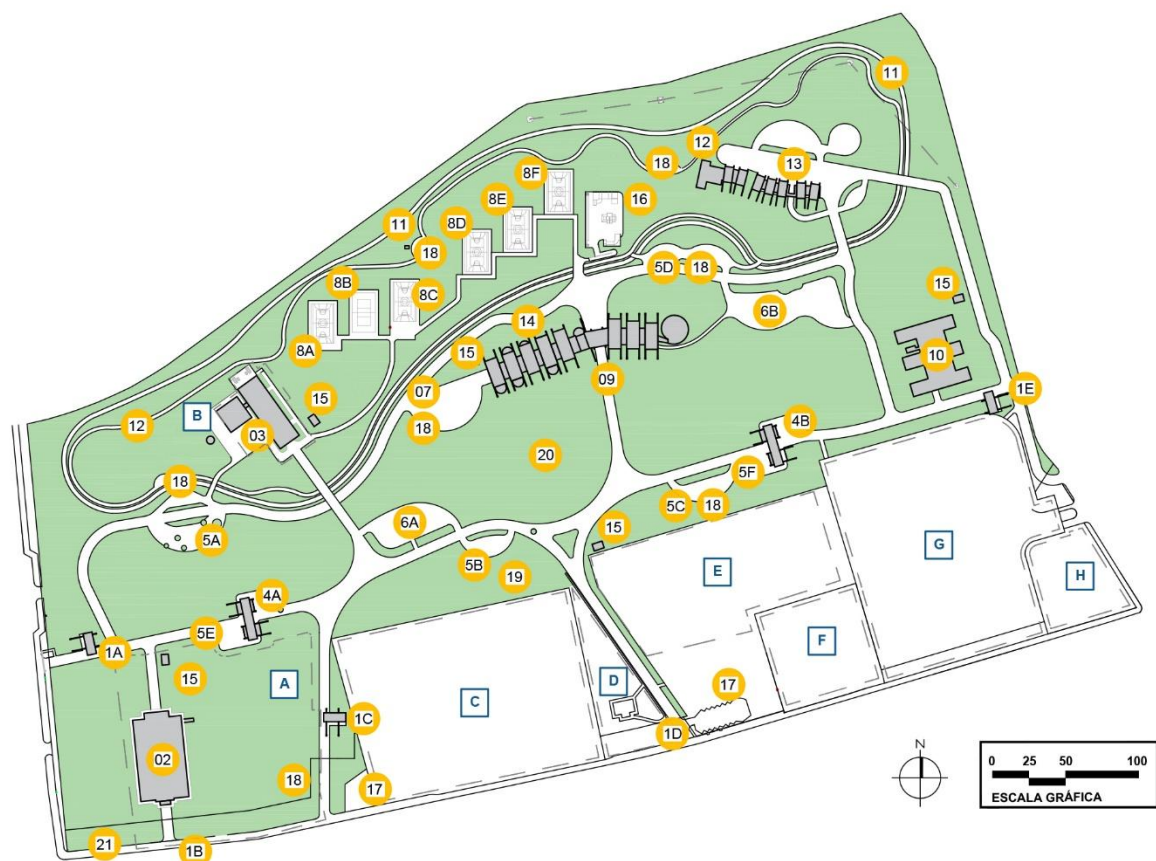 11
12
13
18
8F
16
8E
11
8D
18
5D
18
15
8B
8C
6B
14
8A
15
10
09
07
1E
B
15
12
18
4B
03
20
5F
18
5C
18
6A
15
5A
5B
E
G
19
H
4A
5E
F
1A
15
A
D
17
C
1C
1D
02
N
0 25 50 100
ESCALA GRÁFICA
18
17
21
1B